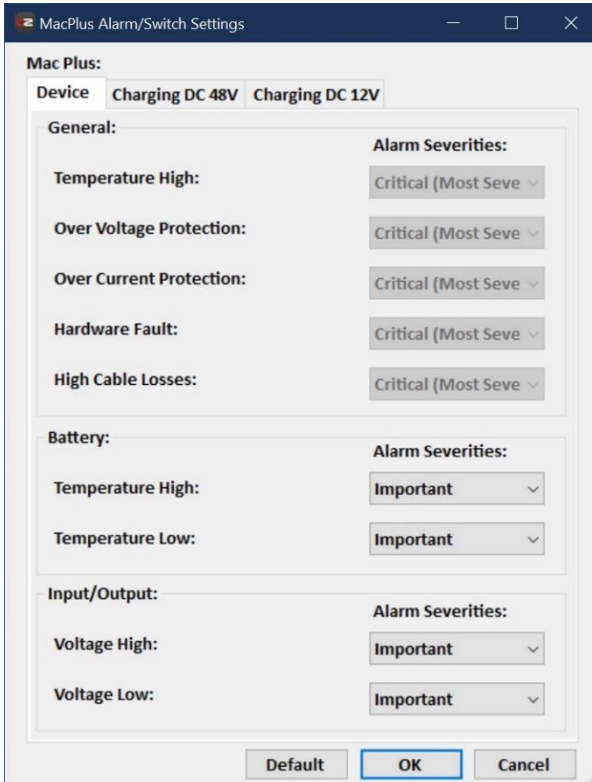 MacPlus Alarm/Switch Settings
Mac Plus:
Device Charging DC 48V Charging DC 12V
General:
Alarm Severities:
Temperature High: Critical (Most Seve
Over Voltage Protection: Critical (Most Seve
Over Current Protection: Critical (Most Seve
Hardware Fault: Critical (Most Seve
High Cable Losses: Critical (Most Seve
Battery:
Alarm Severities:
Temperature High: Important
Temperature Low: Important
Input/Output:
Alarm Severities:
Voltage High: Important
Voltage Low: Important
Default OK Cancel